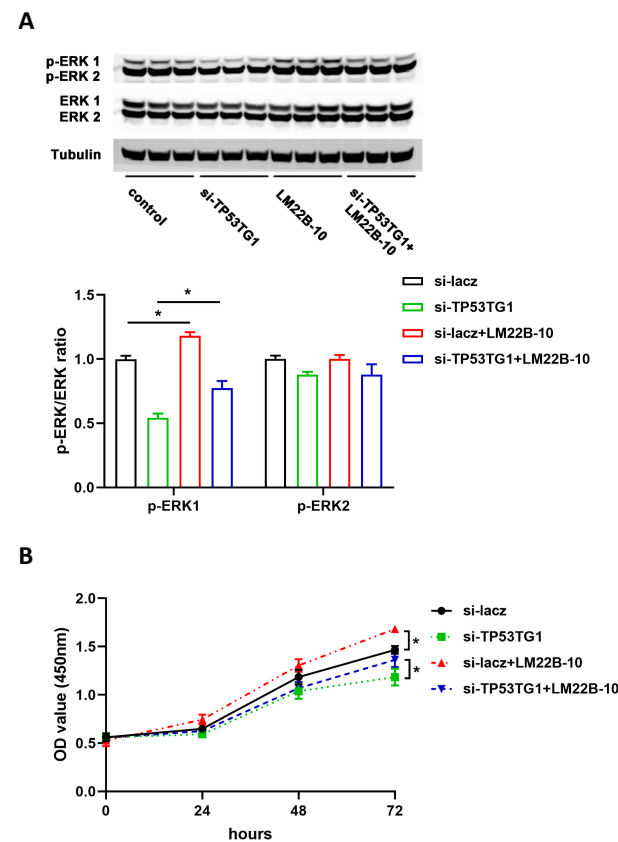 A
p-ERK 1
p-ERK 2
ERK 1
ERK 2
Tubulin
control
si-TP53TG1
LM22B-10
si-TP53TG1+
LM22B-10
si-lacz
si-TP53TG1
si-lacz+LM22B-10
si-TP53TG1+LM22B-10
p-ERK/ERK ratio
1.5
1.0
0.5
0.0
*
*
p-ERK1
p-ERK2
B
OD value (450nm)
2.0
1.5
1.0
0.5
0.0
0
24
48
72
hours
*
*
si-lacz
si-TP53TG1
si-lacz+LM22B-10
si-TP53TG1+LM22B-10